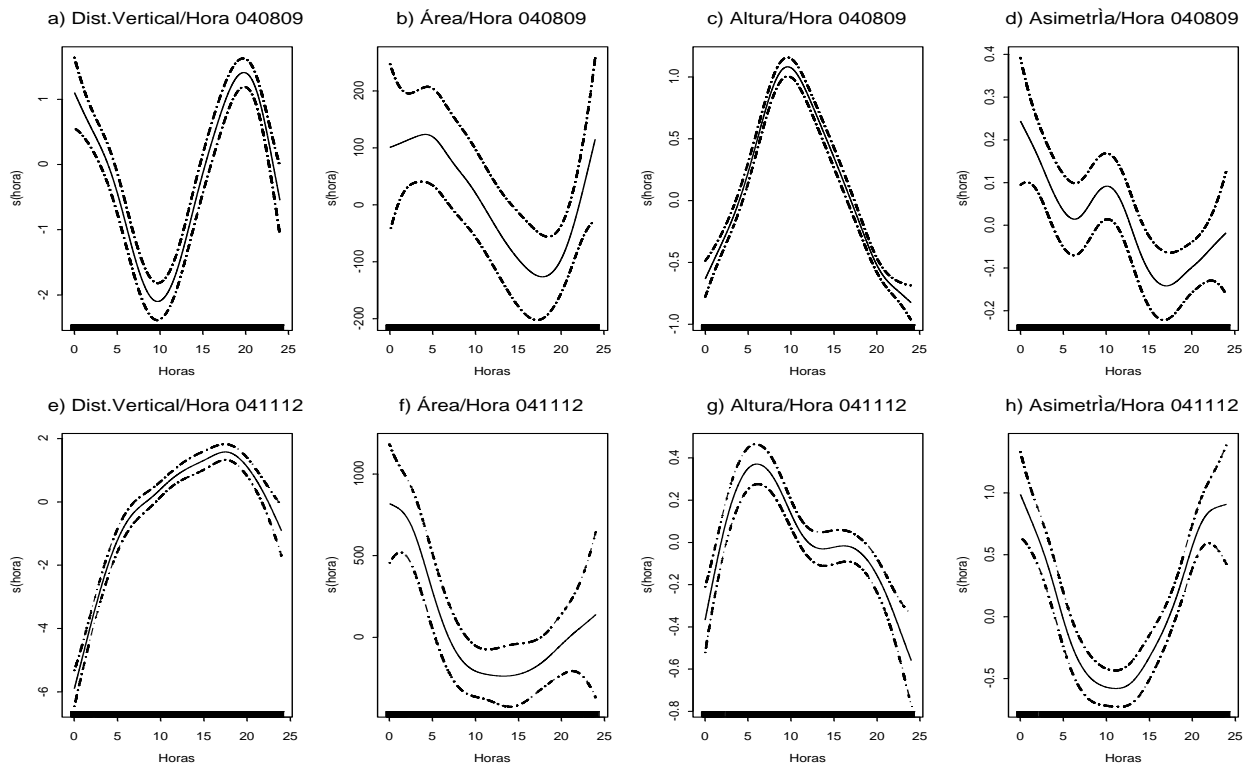 a) Dist.Vertical/Hora 040809
b) Área/Hora 040809
c) Altura/Hora 040809
d) AsimetrÌa/Hora 040809
s(hora)
1
0
-1
-2
0 5 10 15 20 25
Horas
s(hora)
200
100
0
-100
-200
0 5 10 15 20 25
Horas
s(hora)
1.0
0.5
0.0
-0.5
-1.0
0 5 10 15 20 25
Horas
s(hora)
0.4
0.3
0.2
0.1
0.0
-0.1
-0.2
0 5 10 15 20 25
Horas
e) Dist.Vertical/Hora 041112
f) Área/Hora 041112
g) Altura/Hora 041112
h) AsimetrÌa/Hora 041112
s(hora)
2
0
-2
-4
-6
0 5 10 15 20 25
Horas
s(hora)
1000
500
0
0 5 10 15 20 25
Horas
s(hora)
0.4
0.2
0.0
-0.2
-0.4
-0.6
-0.8
0 5 10 15 20 25
Horas
s(hora)
1.0
0.5
0.0
-0.5
0 5 10 15 20 25
Horas